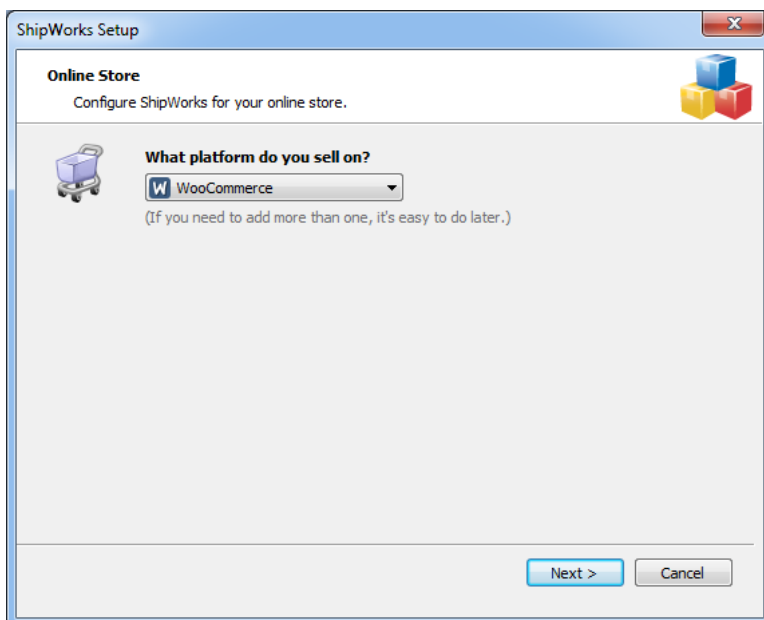 ShipWorks Setup
Online Store
Configure ShipWorks for your online store.
What platform do you sell on?
W WooCommerce
(If you need to add more than one, it's easy to do later.)
Next > Cancel